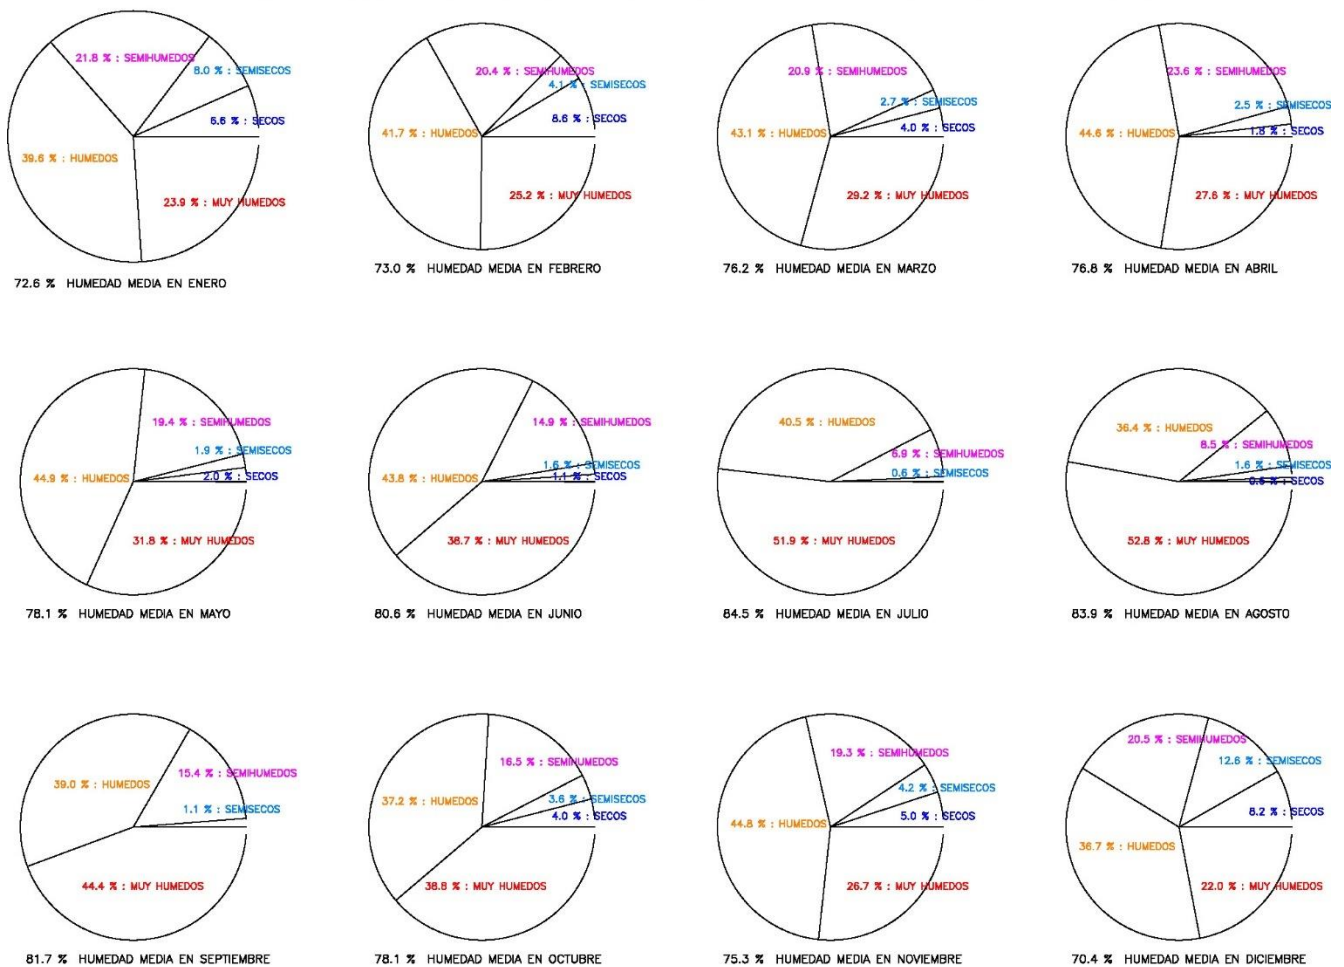 21.8 % : SEMIHUMEDOS
8.0 % : SEMISECOS
6.6 % : SECOS
39.6 % : HUMEDOS
23.9 % : MUY HUMEDOS
72.6 % HUMEDAD MEDIA EN ENERO
20.4 % : SEMIHUMEDOS
4.1 % : SEMISECOS
8.6 % : SECOS
41.7 % : HUMEDOS
25.2 % : MUY HUMEDOS
73.0 % HUMEDAD MEDIA EN FEBRERO
20.9 % : SEMIHUMEDOS
2.7 % : SEMISECOS
4.0 % : SECOS
43.1 % : HUMEDOS
29.2 % : MUY HUMEDOS
76.2 % HUMEDAD MEDIA EN MARZO
23.6 % : SEMIHUMEDOS
2.5 % : SEMISECOS
1.8 % : SECOS
44.6 % : HUMEDOS
27.6 % : MUY HUMEDOS
76.8 % HUMEDAD MEDIA EN ABRIL
19.4 % : SEMIHUMEDOS
1.9 % : SEMISECOS
2.0 % : SECOS
44.9 % : HUMEDOS
31.8 % : MUY HUMEDOS
78.1 % HUMEDAD MEDIA EN MAYO
14.9 % : SEMIHUMEDOS
1.6 % : SEMISECOS
1.1 % : SECOS
43.8 % : HUMEDOS
38.7 % : MUY HUMEDOS
80.6 % HUMEDAD MEDIA EN JUNIO
40.5 % : HUMEDOS
6.9 % : SEMIHUMEDOS
0.6 % : SEMISECOS
51.9 % : MUY HUMEDOS
84.5 % HUMEDAD MEDIA EN JULIO
36.4 % : HUMEDOS
8.5 % : SEMIHUMEDOS
1.6 % : SEMISECOS
% : SECOS
52.8 % : MUY HUMEDOS
83.9 % HUMEDAD MEDIA EN AGOSTO
39.0 % : HUMEDOS
15.4 % : SEMIHUMEDOS
1.1 % : SEMISECOS
44.4 % : MUY HUMEDOS
81.7 % HUMEDAD MEDIA EN SEPTIEMBRE
16.5 % : SEMIHUMEDOS
3.6 % : SEMISECOS
4.0 % : SECOS
37.2 % : HUMEDOS
38.8 % : MUY HUMEDOS
78.1 % HUMEDAD MEDIA EN OCTUBRE
19.3 % : SEMIHUMEDOS
4.2 % : SEMISECOS
5.0 % : SECOS
44.8 % : HUMEDOS
26.7 % : MUY HUMEDOS
75.3 % HUMEDAD MEDIA EN NOVIEMBRE
20.5 % : SEMIHUMEDOS
12.6 % : SEMISECOS
8.2 % : SECOS
36.7 % : HUMEDOS
22.0 % : MUY HUMEDOS
70.4 % HUMEDAD MEDIA EN DICIEMBRE